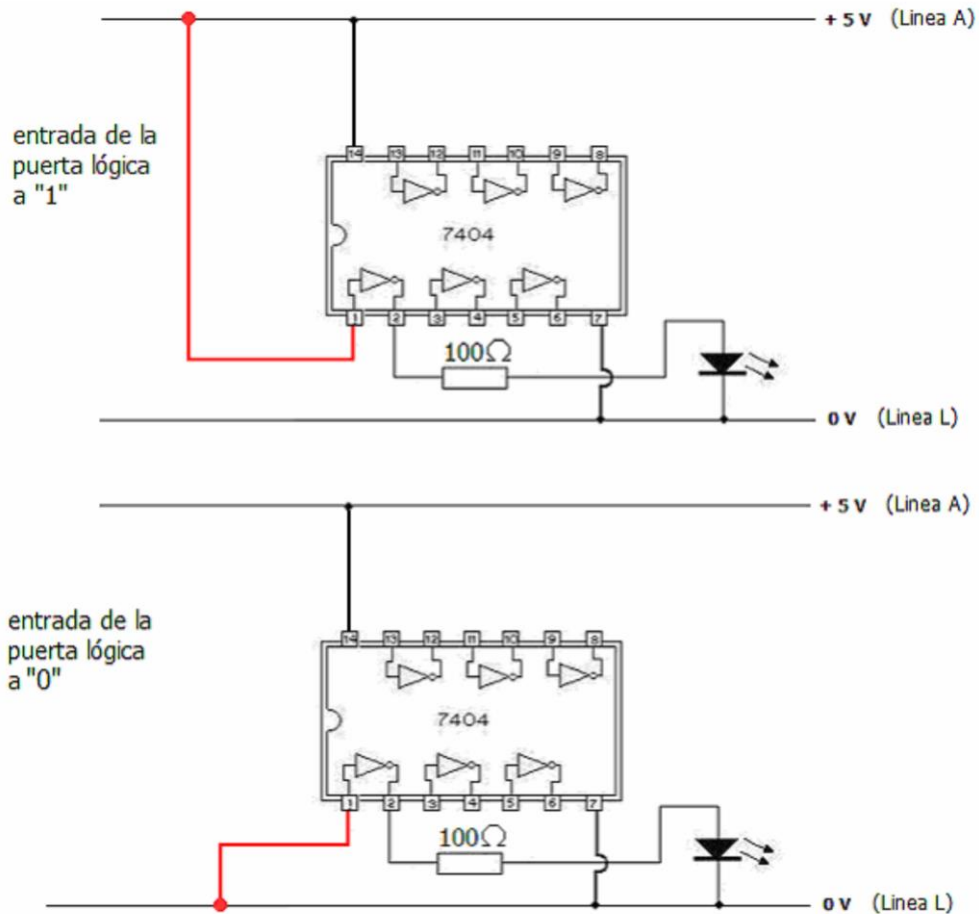 + 5 V (Linea A)
entrada de la
puerta lógica
a "1"
14 13 12 11 10 9 8
7404
1 2 3 4 5 6 7
100Ω
0 V (Linea L)
+ 5 V (Linea A)
entrada de la
puerta lógica
a "0"
14 13 12 11 10 9 8
7404
1 2 3 4 5 6 7
100Ω
0 V (Linea L)